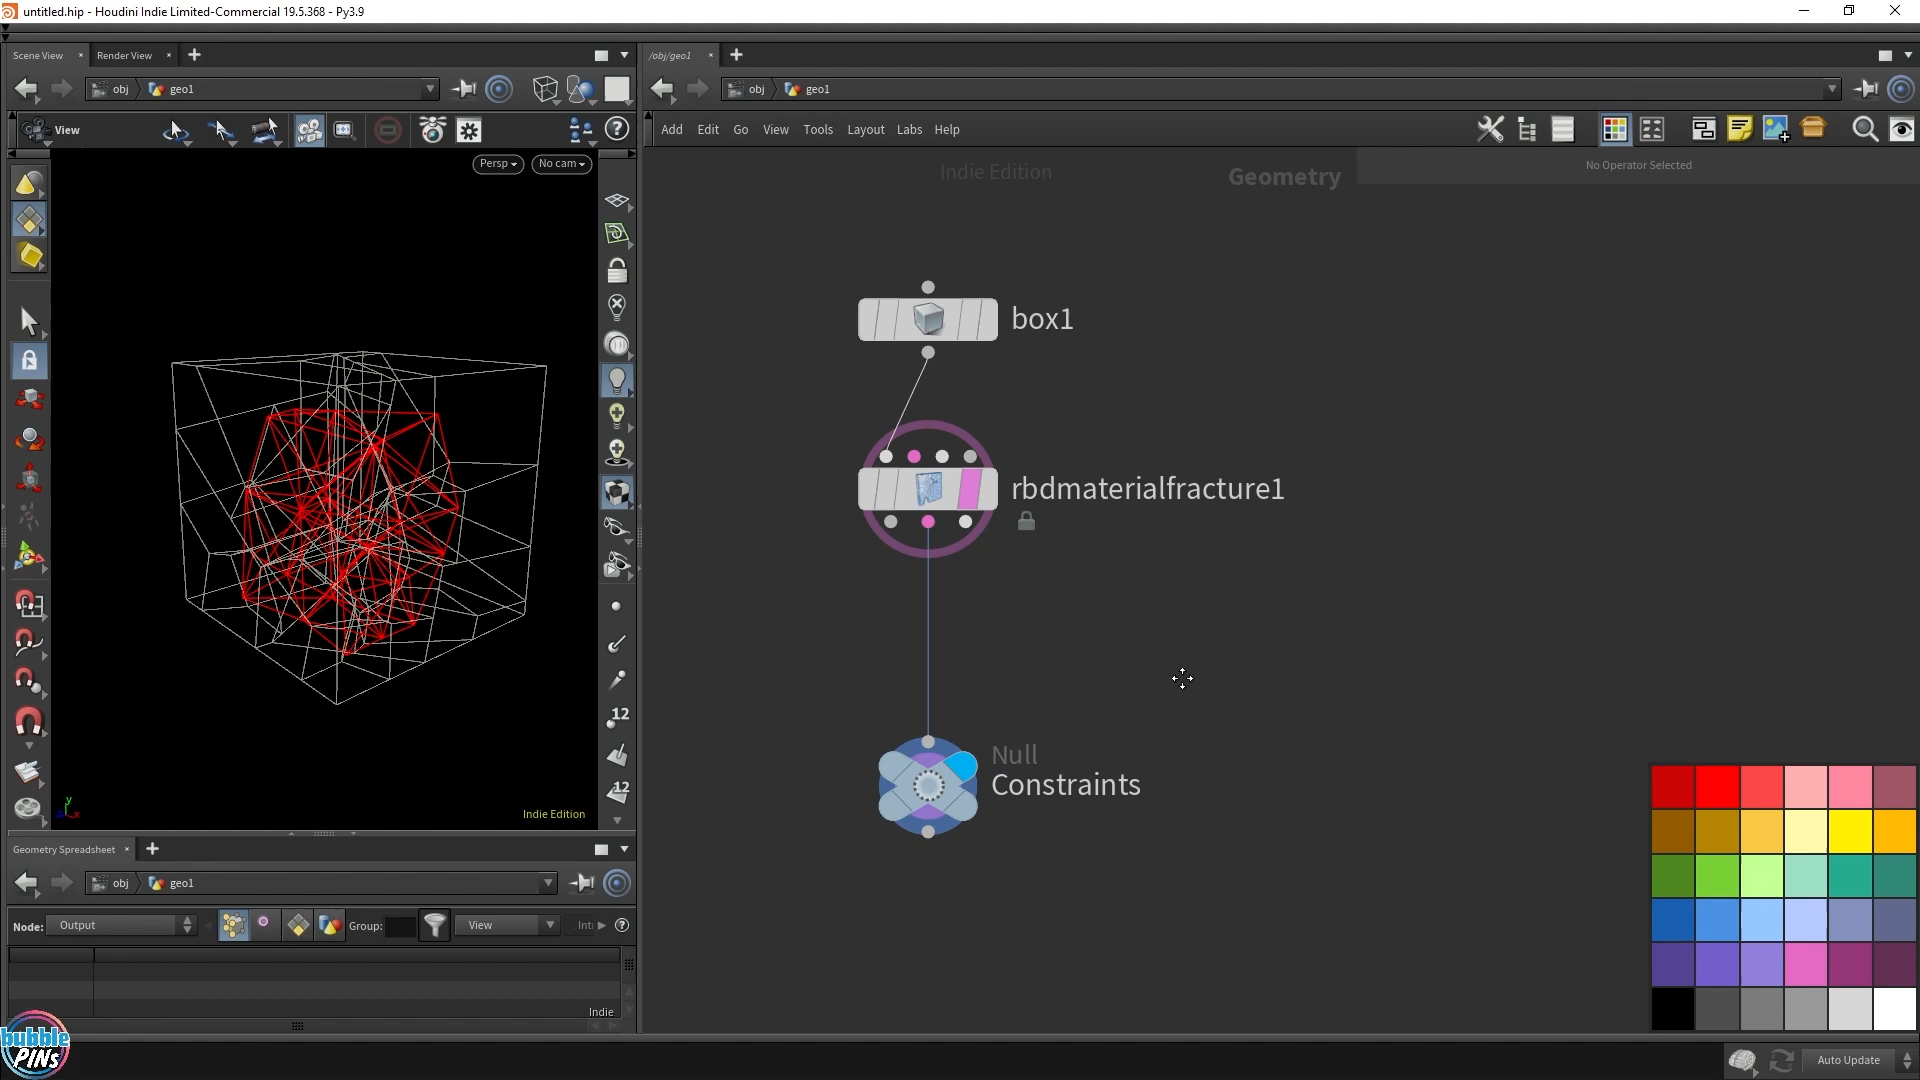 untitled.hip - Houdini Indie Limited-Commercial 19.5.368 - Py3.9
Scene View
Render View
/obj/geo1
obj
geo1
obj
geo1
View
Add Edit Go View Tools Layout Labs Help
Persp
No cam
Indie Edition
Geometry
No Operator Selected
box1
rbdmaterialfracture1
Null
Constraints
12
12
y
x
Indie Edition
Geometry Spreadsheet
obj
geo1
Node:
Output
Group:
View
Int
Indie
bubble
PINs
Auto Update